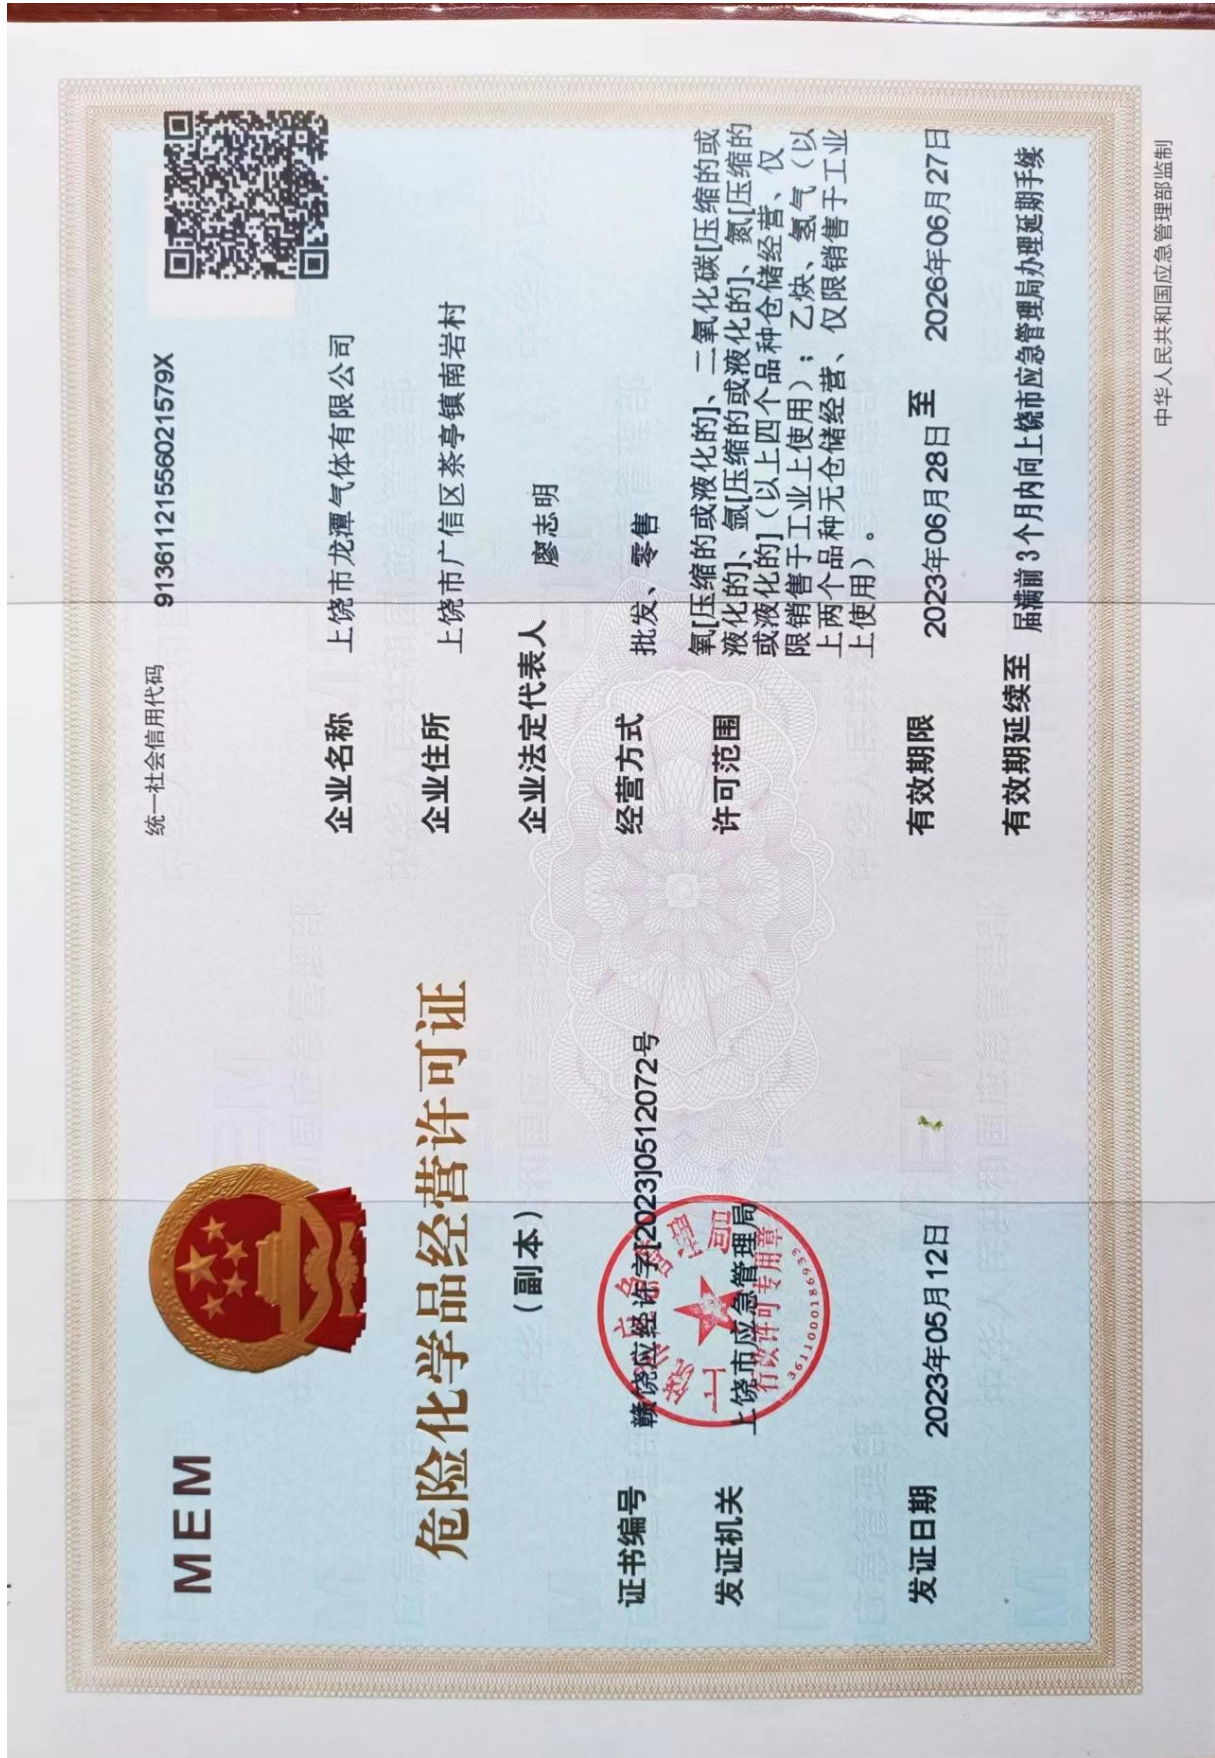 MEM
危险化学品经营许可证
（副本）
证书编号 赣饶应经许字[2023]0512072号
发证机关 上饶市应急管理局
行政许可专用章
3611000186933
发证日期 2023年05月12日
统一社会信用代码 91361121556021579X
企业名称 上饶市龙潭气体有限公司
企业住所 上饶市广信区茶亭镇南岩村
企业法定代表人 廖志明
经营方式 批发、零售
许可范围 氧[压缩的或液化的]、二氧化碳[压缩的或
液化的]、氩[压缩的或液化的]、氮[压缩的
或液化的]（以上四个品种仓储经营、仅
限销售于工业上使用）；乙炔、氢气（以
上两个品种无仓储经营、仅限销售于工业
上使用）。
有效期限 2023年06月28日 至 2026年06月27日
有效期延续至 届满前3个月内向上饶市应急管理局办理延期手续
中华人民共和国应急管理部监制